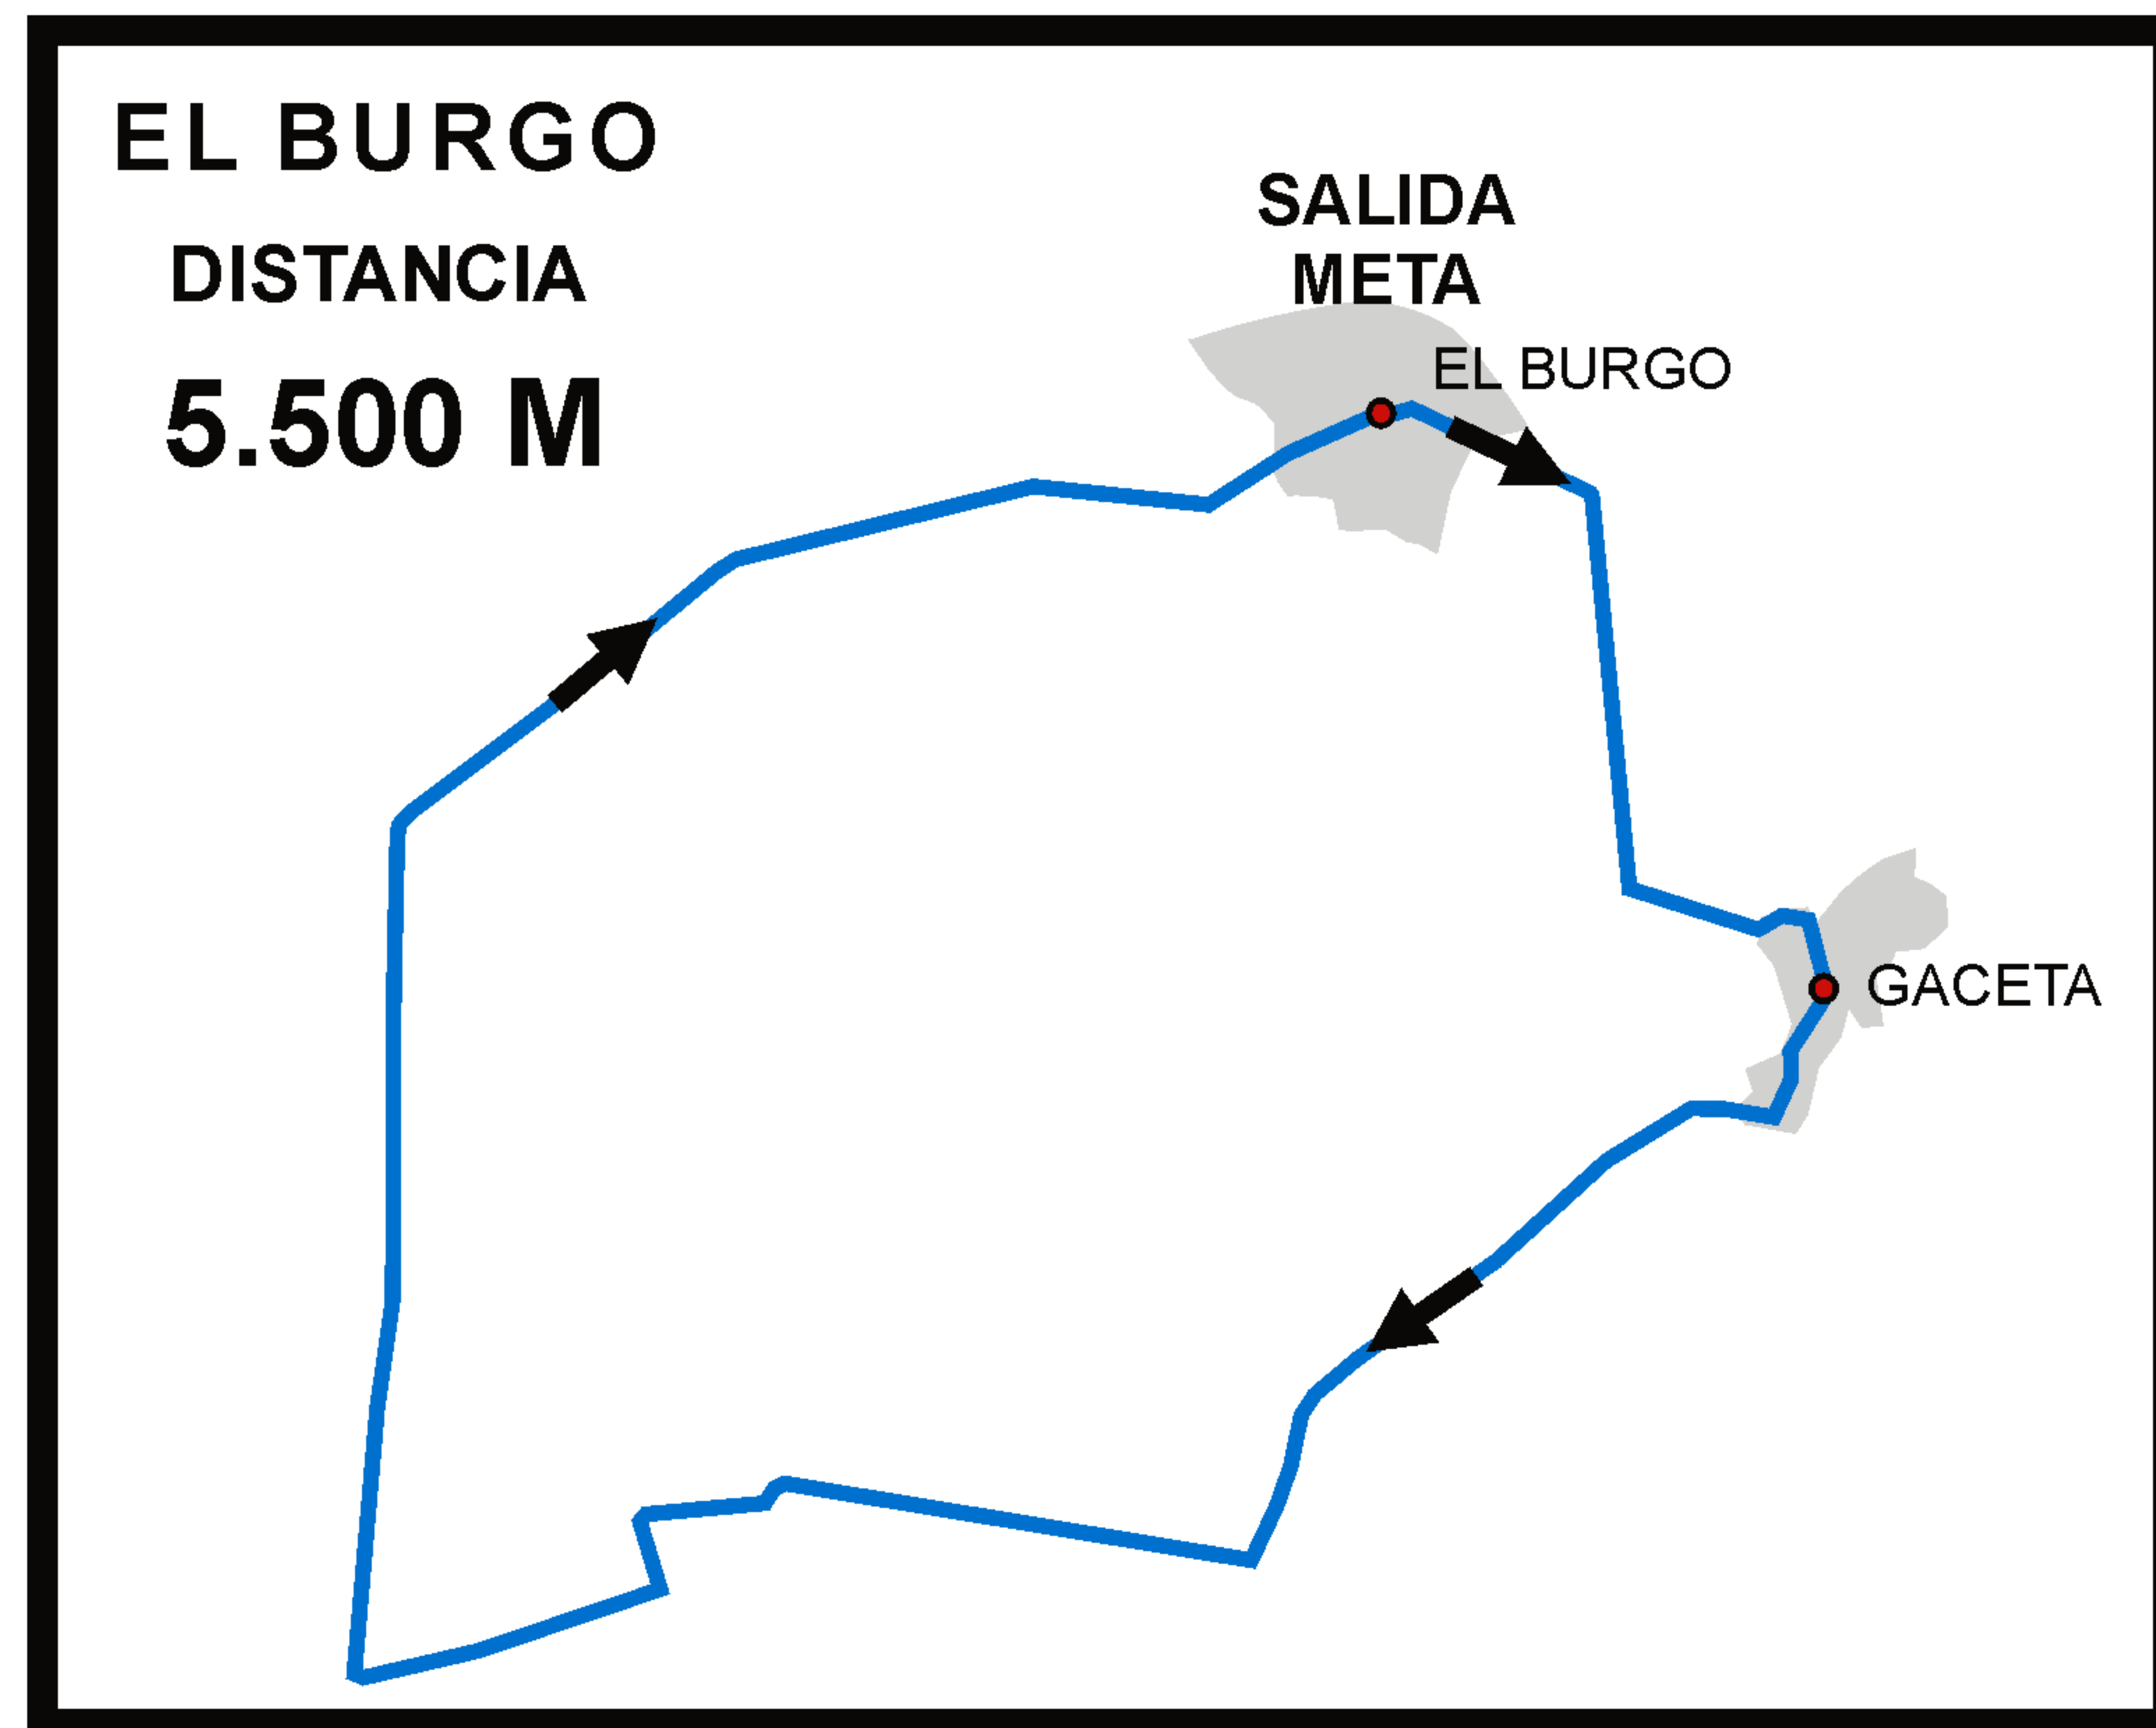 EL BURGO
DISTANCIA
5.500 M
SALIDA
META
EL BURGO
GACETA